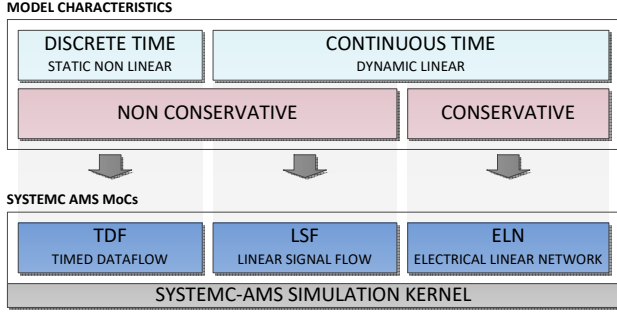 MODEL CHARACTERISTICS
DISCRETE TIME
STATIC NON LINEAR
CONTINUOUS TIME
DYNAMIC LINEAR
NON CONSERVATIVE
CONSERVATIVE
SYSTEMC AMS MoCs
TDF
TIMED DATAFLOW
LSF
LINEAR SIGNAL FLOW
ELN
ELECTRICAL LINEAR NETWORK
SYSTEMC-AMS SIMULATION KERNEL